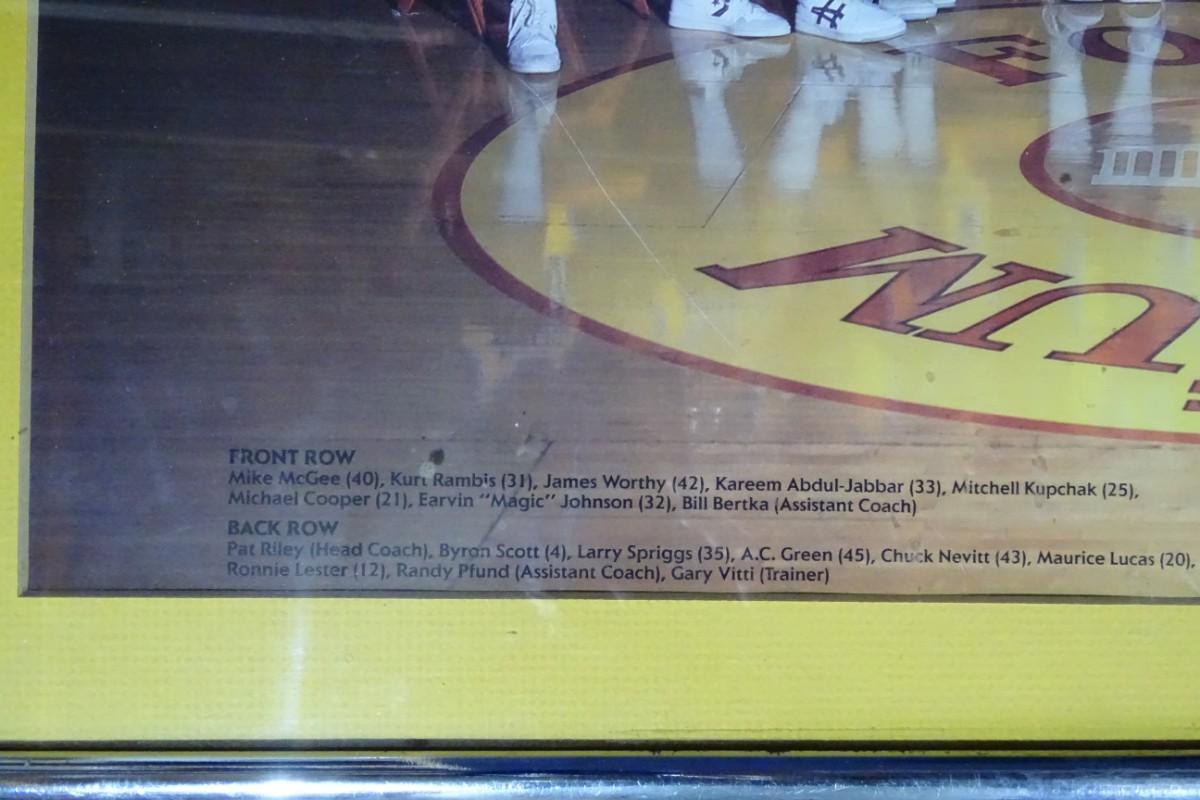 FO
UM
FRONT ROW
Mike McGee (40), Kurt Rambis (31), James Worthy (42), Kareem Abdul-Jabbar (33), Mitchell Kupchak (25),
Michael Cooper (21), Earvin "Magic" Johnson (32), Bill Bertka (Assistant Coach)
BACK ROW
Pat Riley (Head Coach), Byron Scott (4), Larry Spriggs (35), A.C. Green (45), Chuck Nevitt (43), Maurice Lucas (20),
Ronnie Lester (12), Randy Pfund (Assistant Coach), Gary Vitti (Trainer)